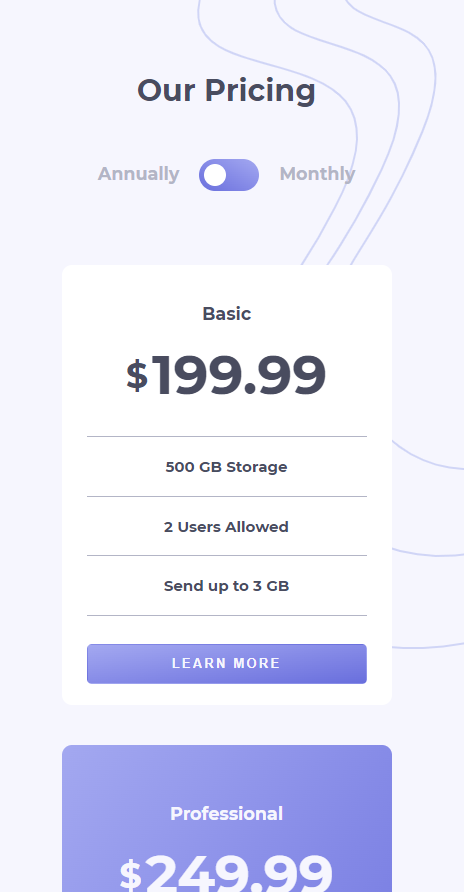 Our Pricing
Annually Monthly
Basic
$199.99
500 GB Storage
2 Users Allowed
Send up to 3 GB
LEARN MORE
Professional
$249.99